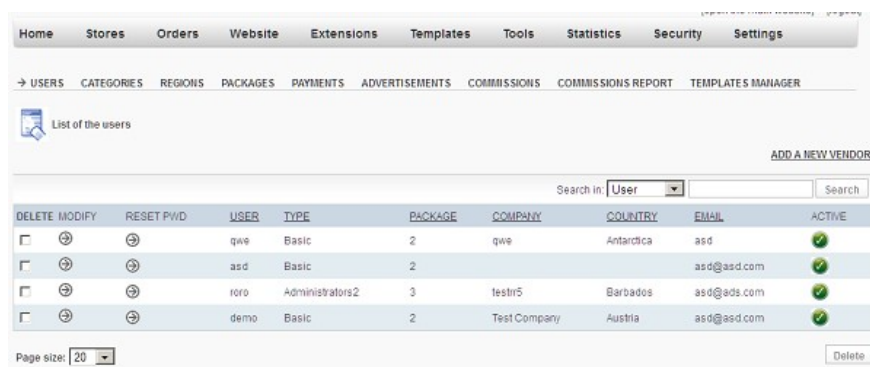 Home Stores Orders Website Extensions Templates Tools Statistics Security Settings
→ USERS CATEGORIES REGIONS PACKAGES PAYMENTS ADVERTISEMENTS COMMISSIONS COMMISSIONS REPORT TEMPLATES MANAGER
List of the users
ADD A NEW VENDOR
Search in: User Search
DELETE MODIFY RESET PWD USER TYPE PACKAGE COMPANY COUNTRY EMAIL ACTIVE
qwe Basic 2 qwe Antarctica asd
asd Basic 2 asd@asd.com
roro Administrators2 3 testrr5 Barbados asd@ads.com
demo Basic 2 Test Company Austria asd@asd.com
Page size: 20 Delete